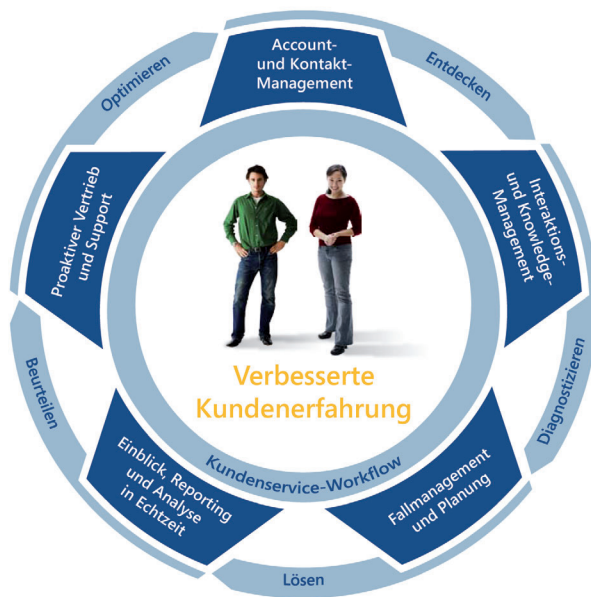 Account-
und Kontakt-
Management
Entdecken
Interaktions-
und Knowledge-
Management
Diagnostizieren
Fallmanagement
und Planung
Lösen
Einblick, Reporting
und Analyse
in Echtzeit
Beurteilen
Proaktiver Vertrieb
und Support
Optimieren
Verbesserte
Kundenerfahrung
Kundenservice-Workflow